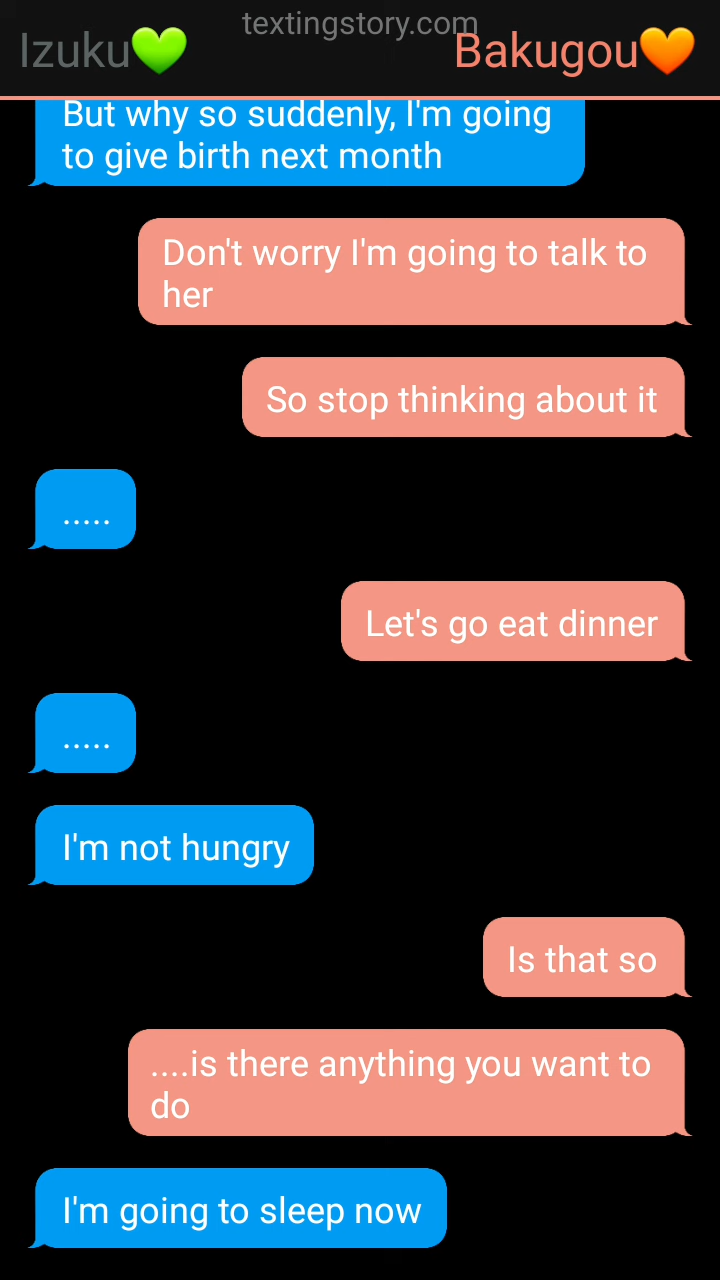 textingstory.com
Izuku💚
Bakugou🧡
But why so suddenly, I'm going
to give birth next month
Don't worry I'm going to talk to
her
So stop thinking about it
.....
Let's go eat dinner
.....
I'm not hungry
Is that so
....is there anything you want to
do
I'm going to sleep now